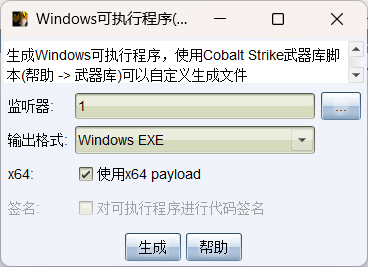 Windows可执行程序(...
生成Windows可执行程序，使用Cobalt Strike武器库脚
本(帮助 -> 武器库)可以自定义生成文件
监听器: 1 ...
输出格式: Windows EXE
x64: 使用x64 payload
签名: 对可执行程序进行代码签名
生成 帮助